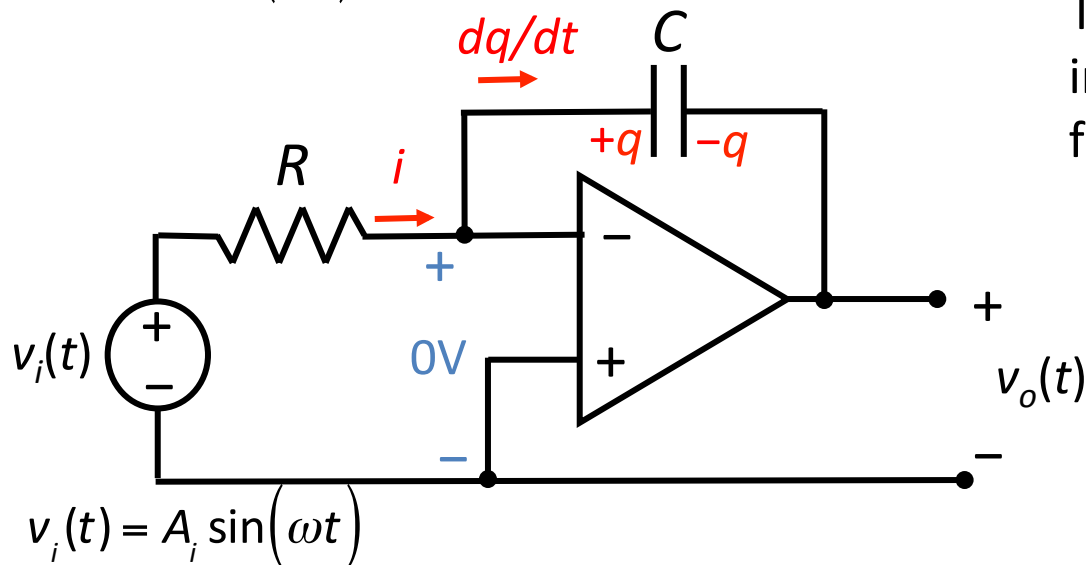 dq/dt
C
+q
−q
R
i
−
+
0V
+
−
+
−
v_i(t)
+
v_o(t)
−
v_i(t) = A_i sin(ωt)